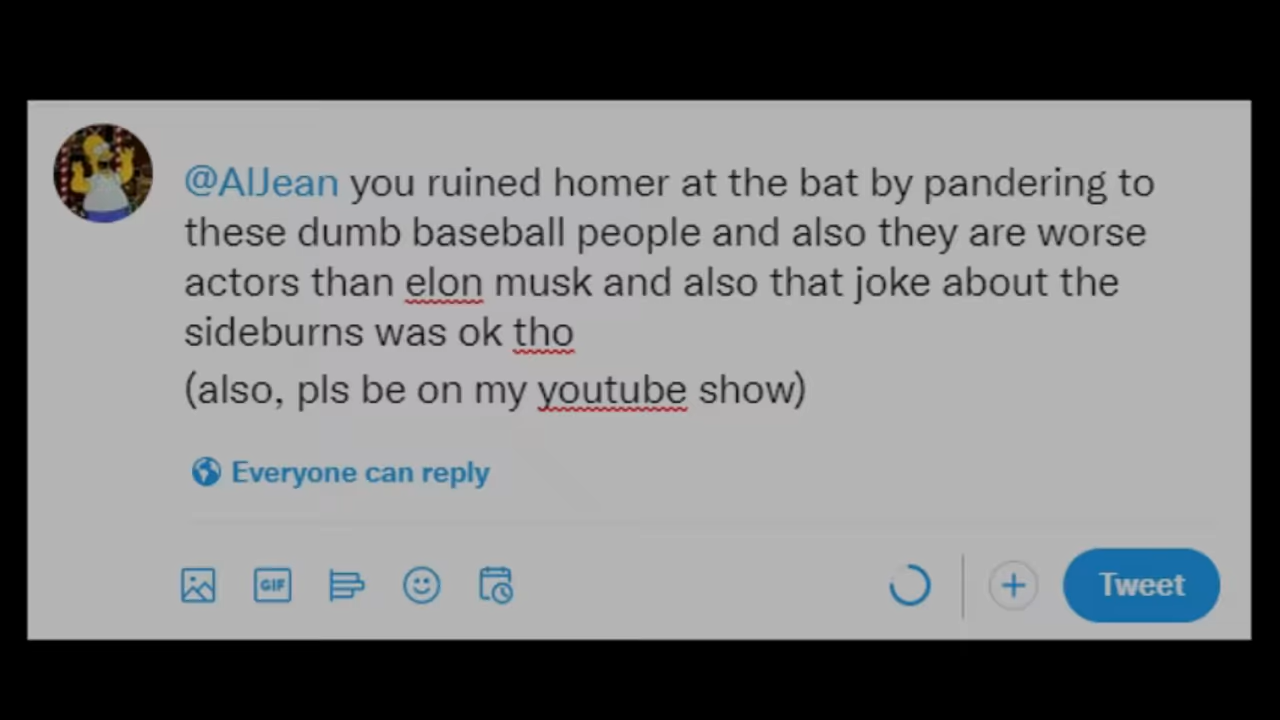 @AlJean you ruined homer at the bat by pandering to
these dumb baseball people and also they are worse
actors than elon musk and also that joke about the
sideburns was ok tho
(also, pls be on my youtube show)
Everyone can reply
GIF
Tweet